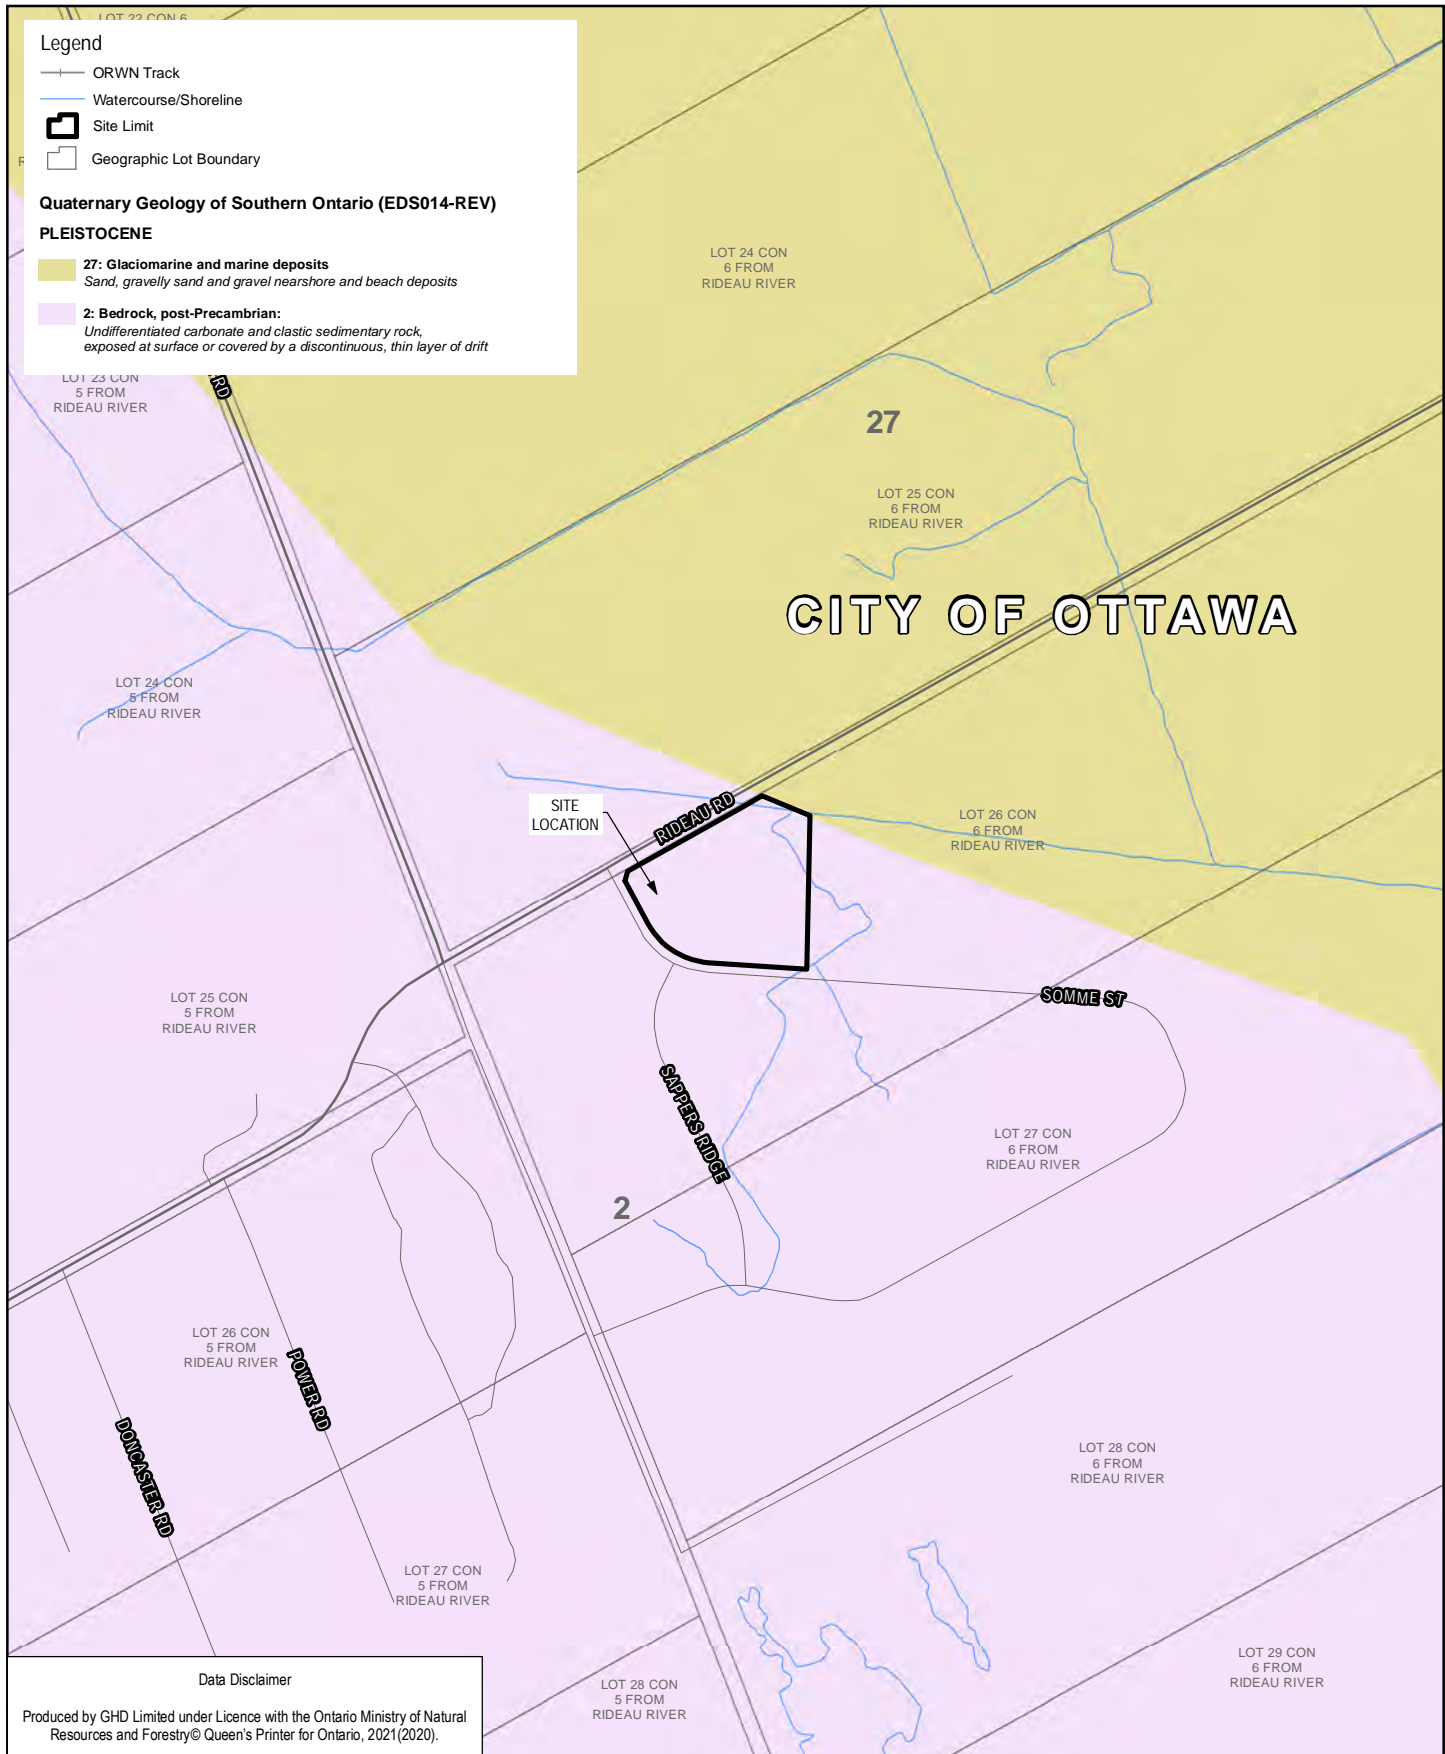 LOT 22 CON 6
Legend
ORWN Track
Watercourse/Shoreline
Site Limit
Geographic Lot Boundary
Quaternary Geology of Southern Ontario (EDS014-REV)
PLEISTOCENE
27: Glaciomarine and marine deposits
Sand, gravelly sand and gravel nearshore and beach deposits
2: Bedrock, post-Precambrian:
Undifferentiated carbonate and clastic sedimentary rock,
exposed at surface or covered by a discontinuous, thin layer of drift
LOT 23 CON
5 FROM
RIDEAU RIVER
RD
LOT 24 CON
6 FROM
RIDEAU RIVER
27
LOT 25 CON
6 FROM
RIDEAU RIVER
CITY OF OTTAWA
LOT 24 CON
5 FROM
RIDEAU RIVER
SITE
LOCATION
RIDEAU RD
LOT 26 CON
6 FROM
RIDEAU RIVER
LOT 25 CON
5 FROM
RIDEAU RIVER
SOMME ST
SAPPERS RIDGE
LOT 27 CON
6 FROM
RIDEAU RIVER
2
LOT 26 CON
5 FROM
RIDEAU RIVER
POWER RD
DONCASTER RD
LOT 28 CON
6 FROM
RIDEAU RIVER
LOT 27 CON
5 FROM
RIDEAU RIVER
LOT 28 CON
5 FROM
RIDEAU RIVER
LOT 29 CON
6 FROM
RIDEAU RIVER
Data Disclaimer
Produced by GHD Limited under Licence with the Ontario Ministry of Natural
Resources and Forestry© Queen's Printer for Ontario, 2021(2020).